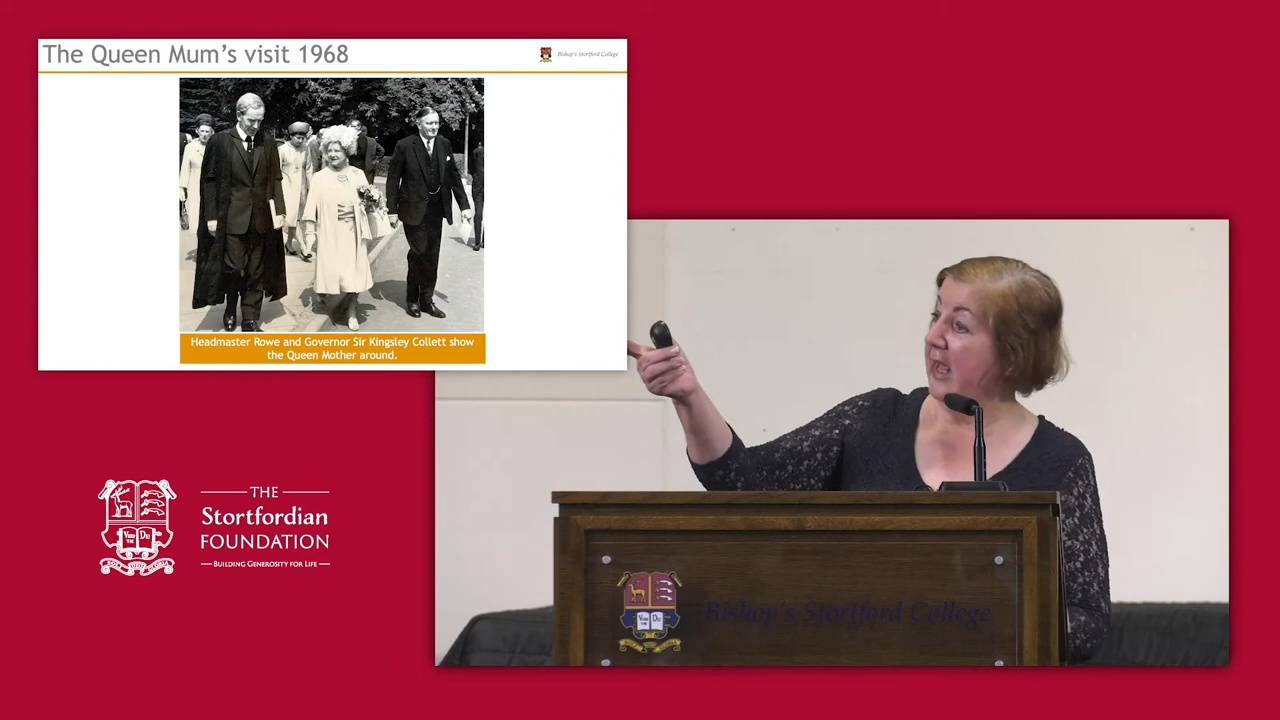 The Queen Mum's visit 1968
Bishop's Stortford College
Headmaster Rowe and Governor Sir Kingsley Collett show
the Queen Mother around.
THE
Stortfordian
FOUNDATION
BUILDING GENEROSITY FOR LIFE
Bishop's Stortford College